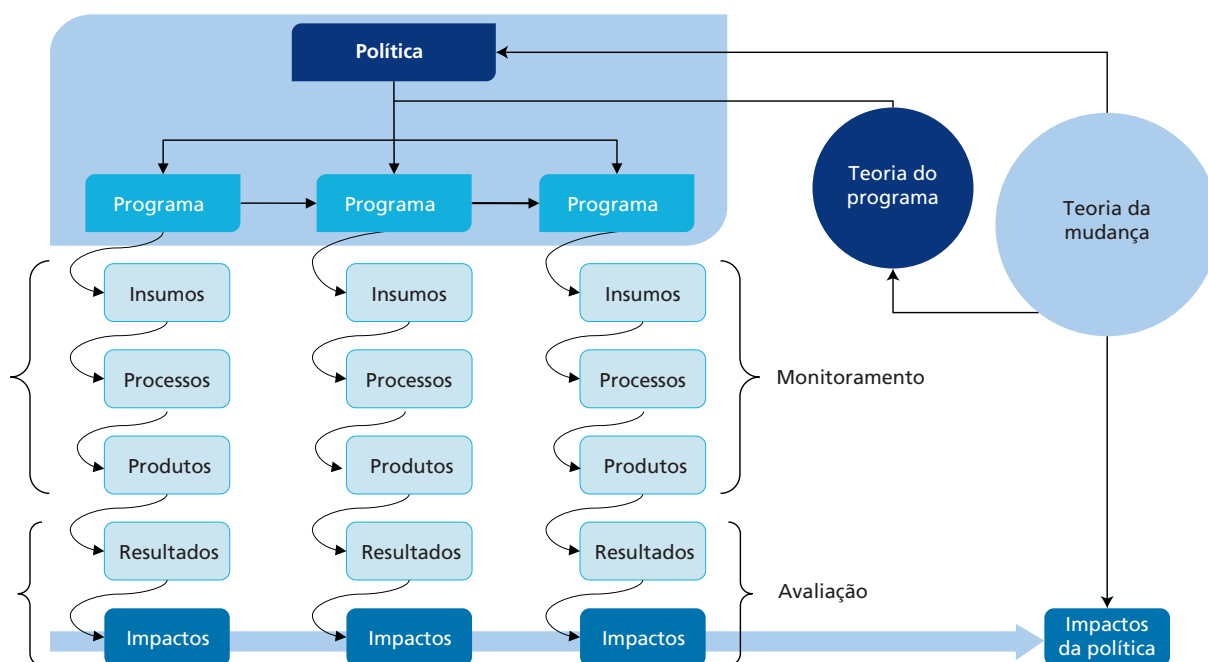 Política
Teoria do
programa
Teoria da
mudança
Programa
Programa
Programa
Insumos
Insumos
Insumos
Processos
Processos
Processos
Monitoramento
Produtos
Produtos
Produtos
Resultados
Resultados
Resultados
Avaliação
Impactos
Impactos
Impactos
Impactos
da política